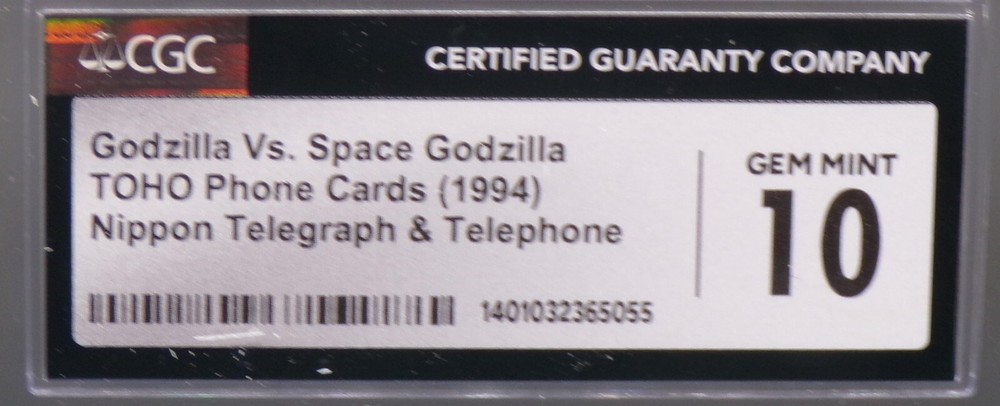 CGC
CERTIFIED GUARANTY COMPANY
Godzilla Vs. Space Godzilla
TOHO Phone Cards (1994)
Nippon Telegraph & Telephone
GEM MINT
10
1401032365055